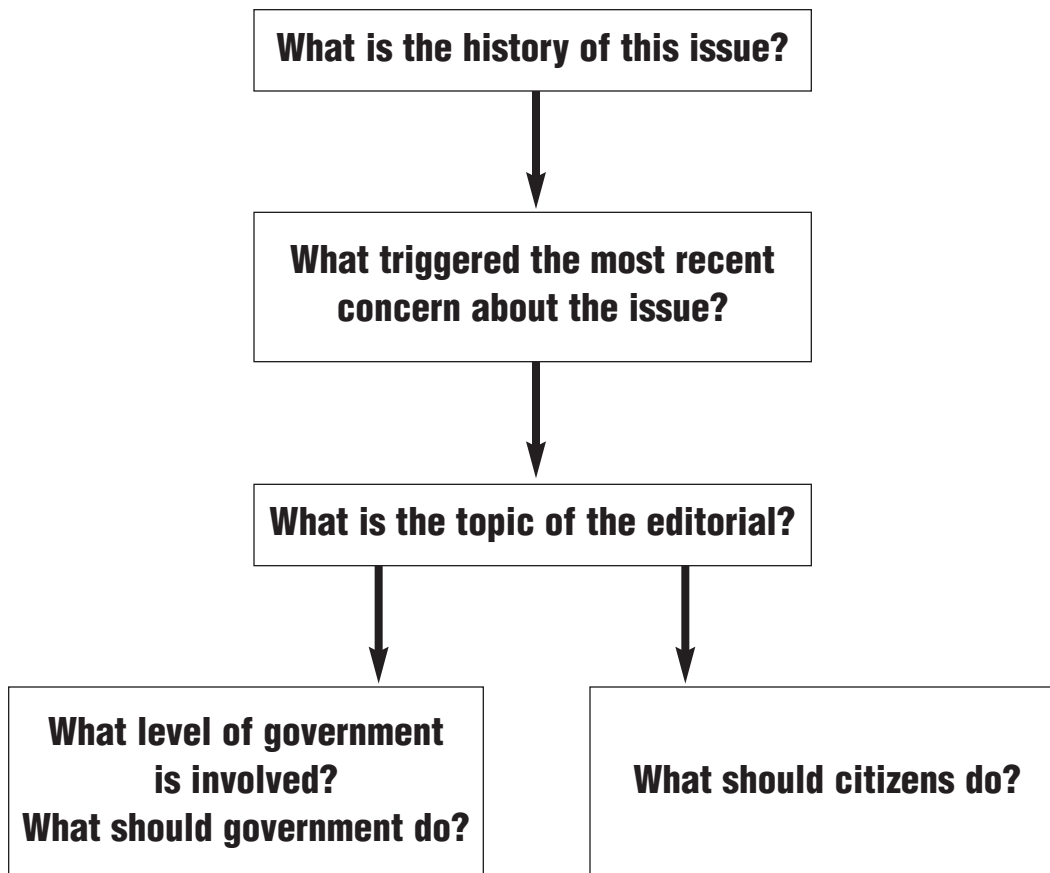 What is the history of this issue?
What triggered the most recent
concern about the issue?
What is the topic of the editorial?
What level of government
is involved?
What should government do?
What should citizens do?